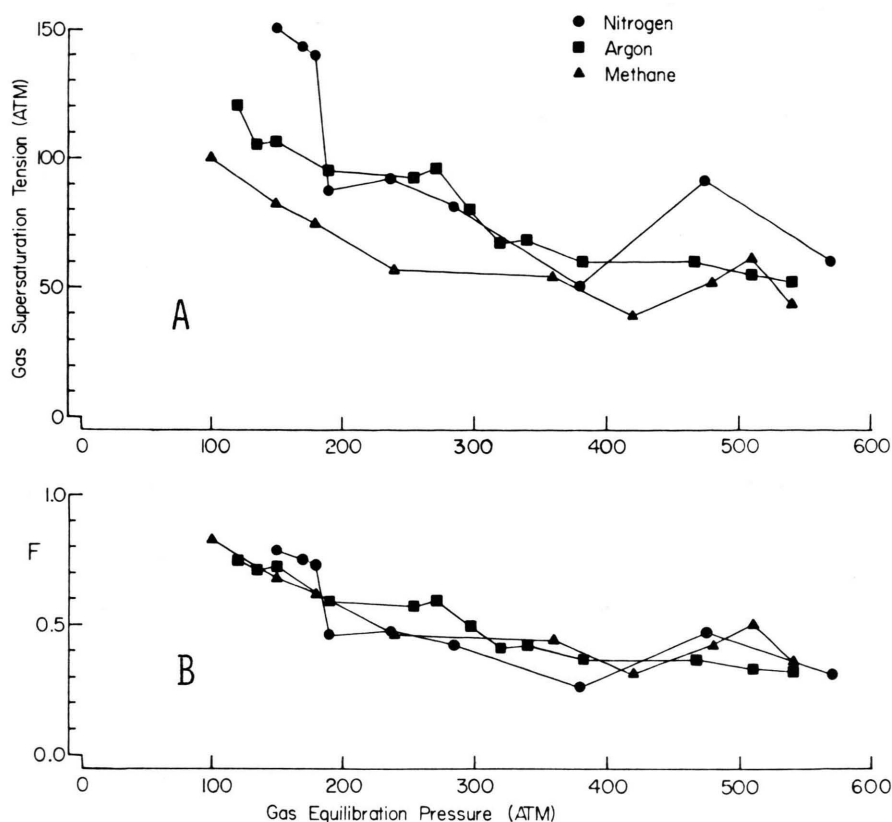 Gas Supersaturation Tension (ATM)
150
100
50
0
Nitrogen
Argon
Methane
A
0 100 200 300 400 500 600
F
1.0
0.5
0.0
B
0 100 200 300 400 500 600
Gas Equilibration Pressure (ATM)